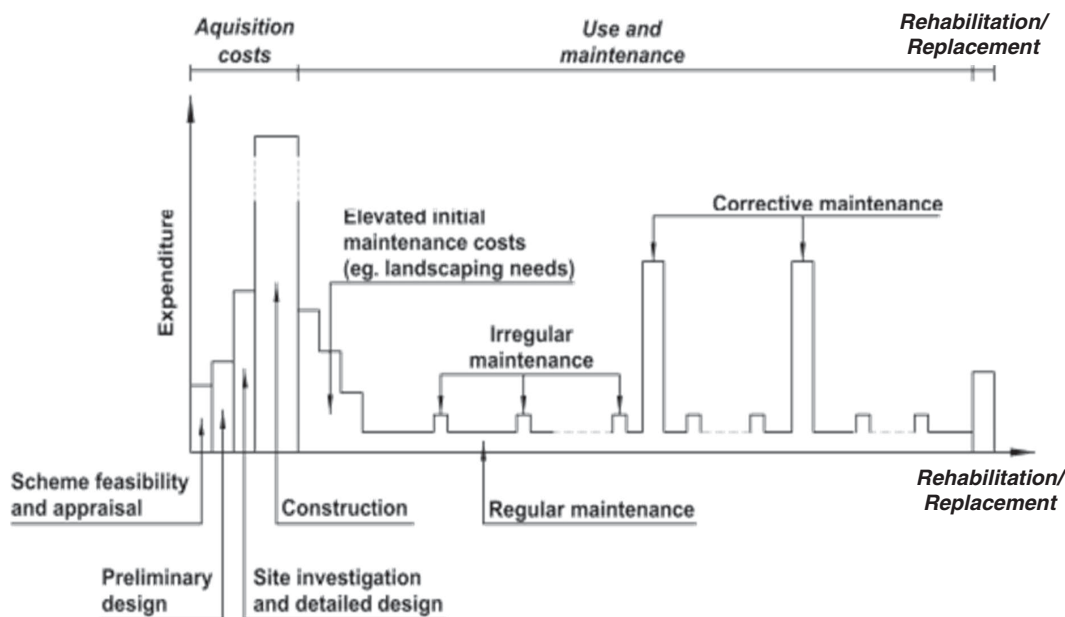 Aquisition
costs
Use and
maintenance
Rehabilitation/
Replacement
Expenditure
Elevated initial
maintenance costs
(eg. landscaping needs)
Irregular
maintenance
Corrective maintenance
Scheme feasibility
and appraisal
Construction
Regular maintenance
Rehabilitation/
Replacement
Preliminary
design
Site investigation
and detailed design